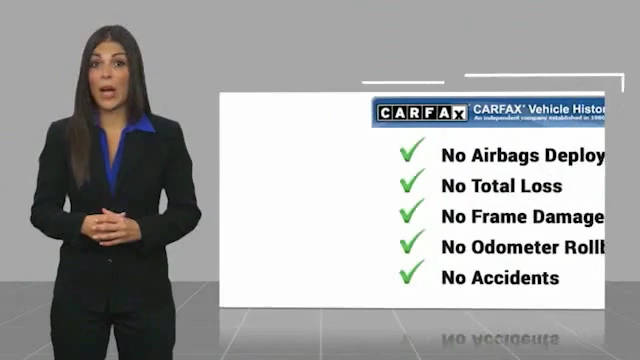 CARFAX CARFAX Vehicle Histo
An independent company established in 1986
No Airbags Deploy
No Total Loss
No Frame Damage
No Odometer Rollb
No Accidents